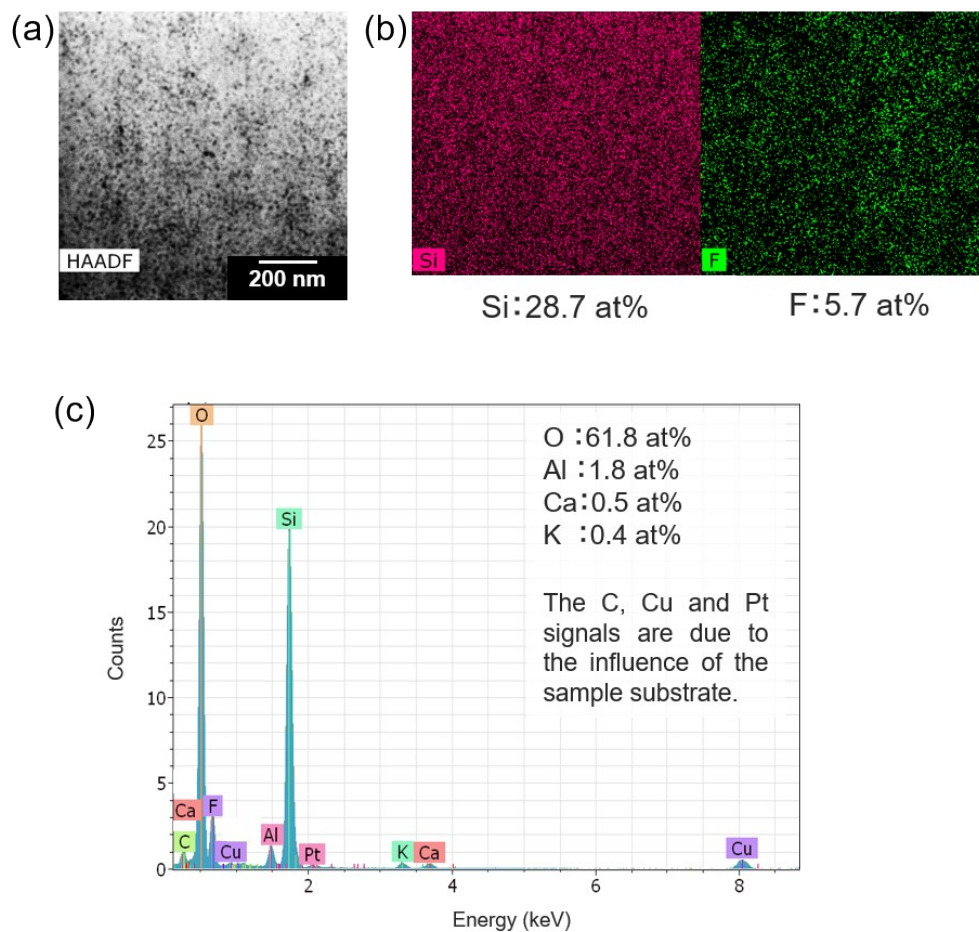 (a)
HAADF
200 nm
(b)
Si
F
Si：28.7 at%
F：5.7 at%
(c)
O
Si
Ca
F
C
Cu
Al
Pt
K
Ca
Cu
O ：61.8 at%
Al ：1.8 at%
Ca：0.5 at%
K ：0.4 at%
The C, Cu and Pt
signals are due to
the influence of the
sample substrate.
25
20
15
10
5
0
2
4
6
8
Counts
Energy (keV)